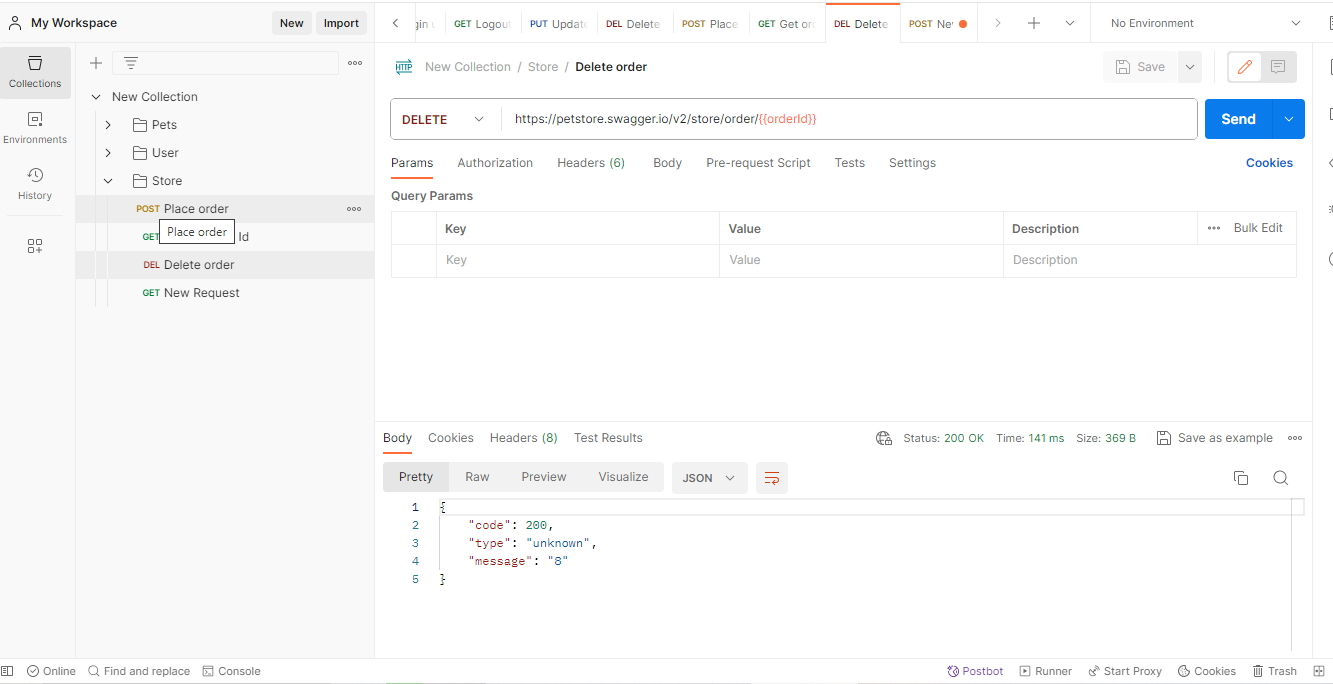 My Workspace New Import
gin u GET Logout PUT Update DEL Delete POST Place GET Get or DEL Delete POST Ne No Environment
Collections
Environments
History
New Collection
Pets
User
Store
POST Place order
Place order
GET Id
DEL Delete order
GET New Request
HTTP New Collection / Store / Delete order Save
DELETE https://petstore.swagger.io/v2/store/order/{{orderId}} Send
Params Authorization Headers (6) Body Pre-request Script Tests Settings Cookies
Query Params
Key Value Description Bulk Edit
Key Value Description
Body Cookies Headers (8) Test Results Status: 200 OK Time: 141 ms Size: 369 B Save as example
Pretty Raw Preview Visualize JSON
1 {
2 "code": 200,
3 "type": "unknown",
4 "message": "8"
5 }
Online Find and replace Console Postbot Runner Start Proxy Cookies Trash